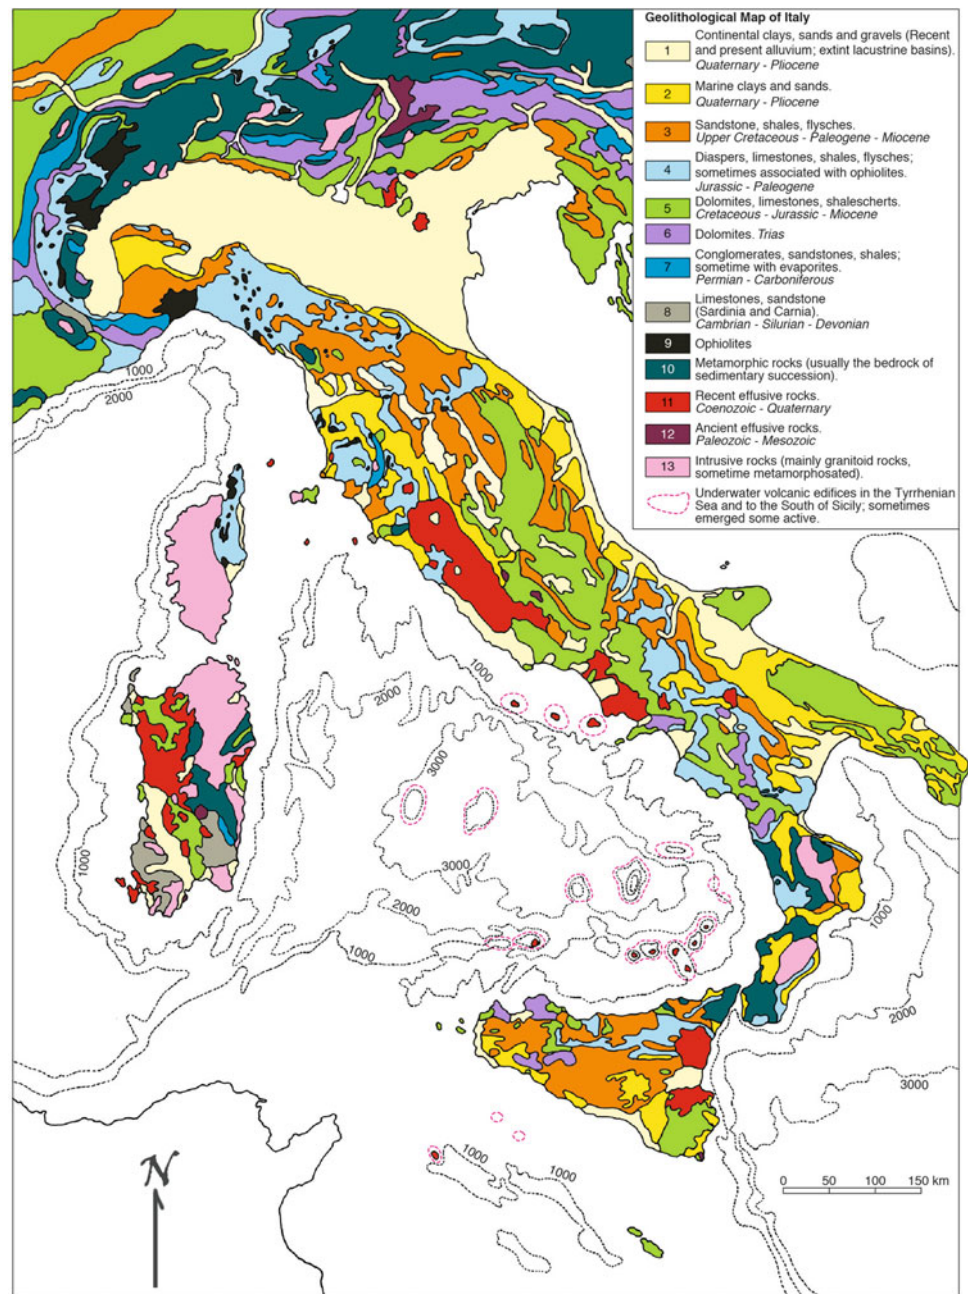 Geolithological Map of Italy
1 Continental clays, sands and gravels (Recent
and present alluvium; extint lacustrine basins).
Quaternary - Pliocene
2 Marine clays and sands.
Quaternary - Pliocene
3 Sandstone, shales, flysches.
Upper Cretaceous - Paleogene - Miocene
4 Diaspers, limestones, shales, flysches;
sometimes associated with ophiolites.
Jurassic - Paleogene
5 Dolomites, limestones, shalescherts.
Cretaceous - Jurassic - Miocene
6 Dolomites. Trias
7 Conglomerates, sandstones, shales;
sometime with evaporites.
Permian - Carboniferous
8 Limestones, sandstone
(Sardinia and Carnia).
Cambrian - Silurian - Devonian
9 Ophiolites
10 Metamorphic rocks (usually the bedrock of
sedimentary succession).
11 Recent effusive rocks.
Coenozoic - Quaternary
12 Ancient effusive rocks.
Paleozoic - Mesozoic
13 Intrusive rocks (mainly granitoid rocks,
sometime metamorphosated).
Underwater volcanic edifices in the Tyrrhenian
Sea and to the South of Sicily; sometimes
emerged some active.
1000
2000
1000
2000
3000
1000
3000
2000
1000
1000
2000
3000
1000
1000
N
0 50 100 150 km